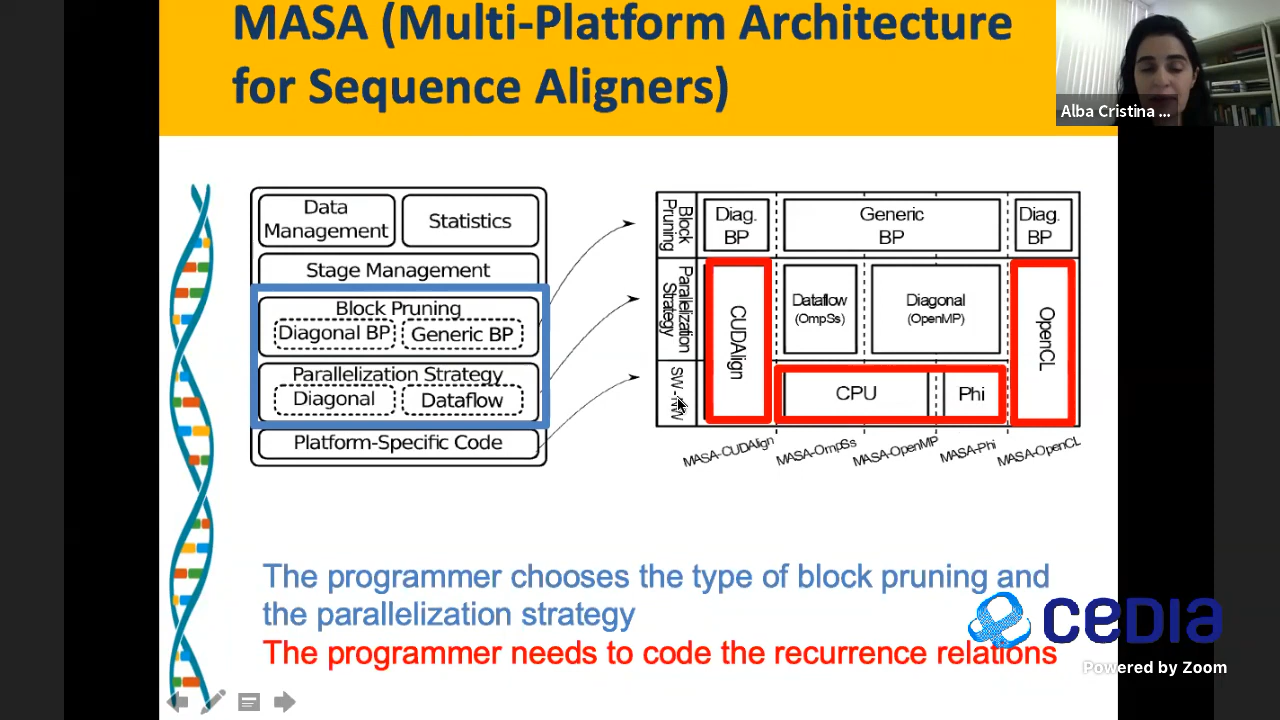 MASA (Multi-Platform Architecture
for Sequence Aligners)
Alba Cristina ...
Data
Management
Statistics
Stage Management
Block Pruning
Diagonal BP
Generic BP
Parallelization Strategy
Diagonal
Dataflow
Platform-Specific Code
Block
Pruning
Diag.
BP
Generic
BP
Diag.
BP
Parallelization
Strategy
CUDAlign
Dataflow
(OmpSs)
Diagonal
(OpenMP)
OpenCL
SW - NW
CPU
Phi
MASA-CUDAlign
MASA-OmpSs
MASA-OpenMP
MASA-Phi
MASA-OpenCL
The programmer chooses the type of block pruning and
the parallelization strategy
The programmer needs to code the recurrence relations
CEDIA
Powered by Zoom